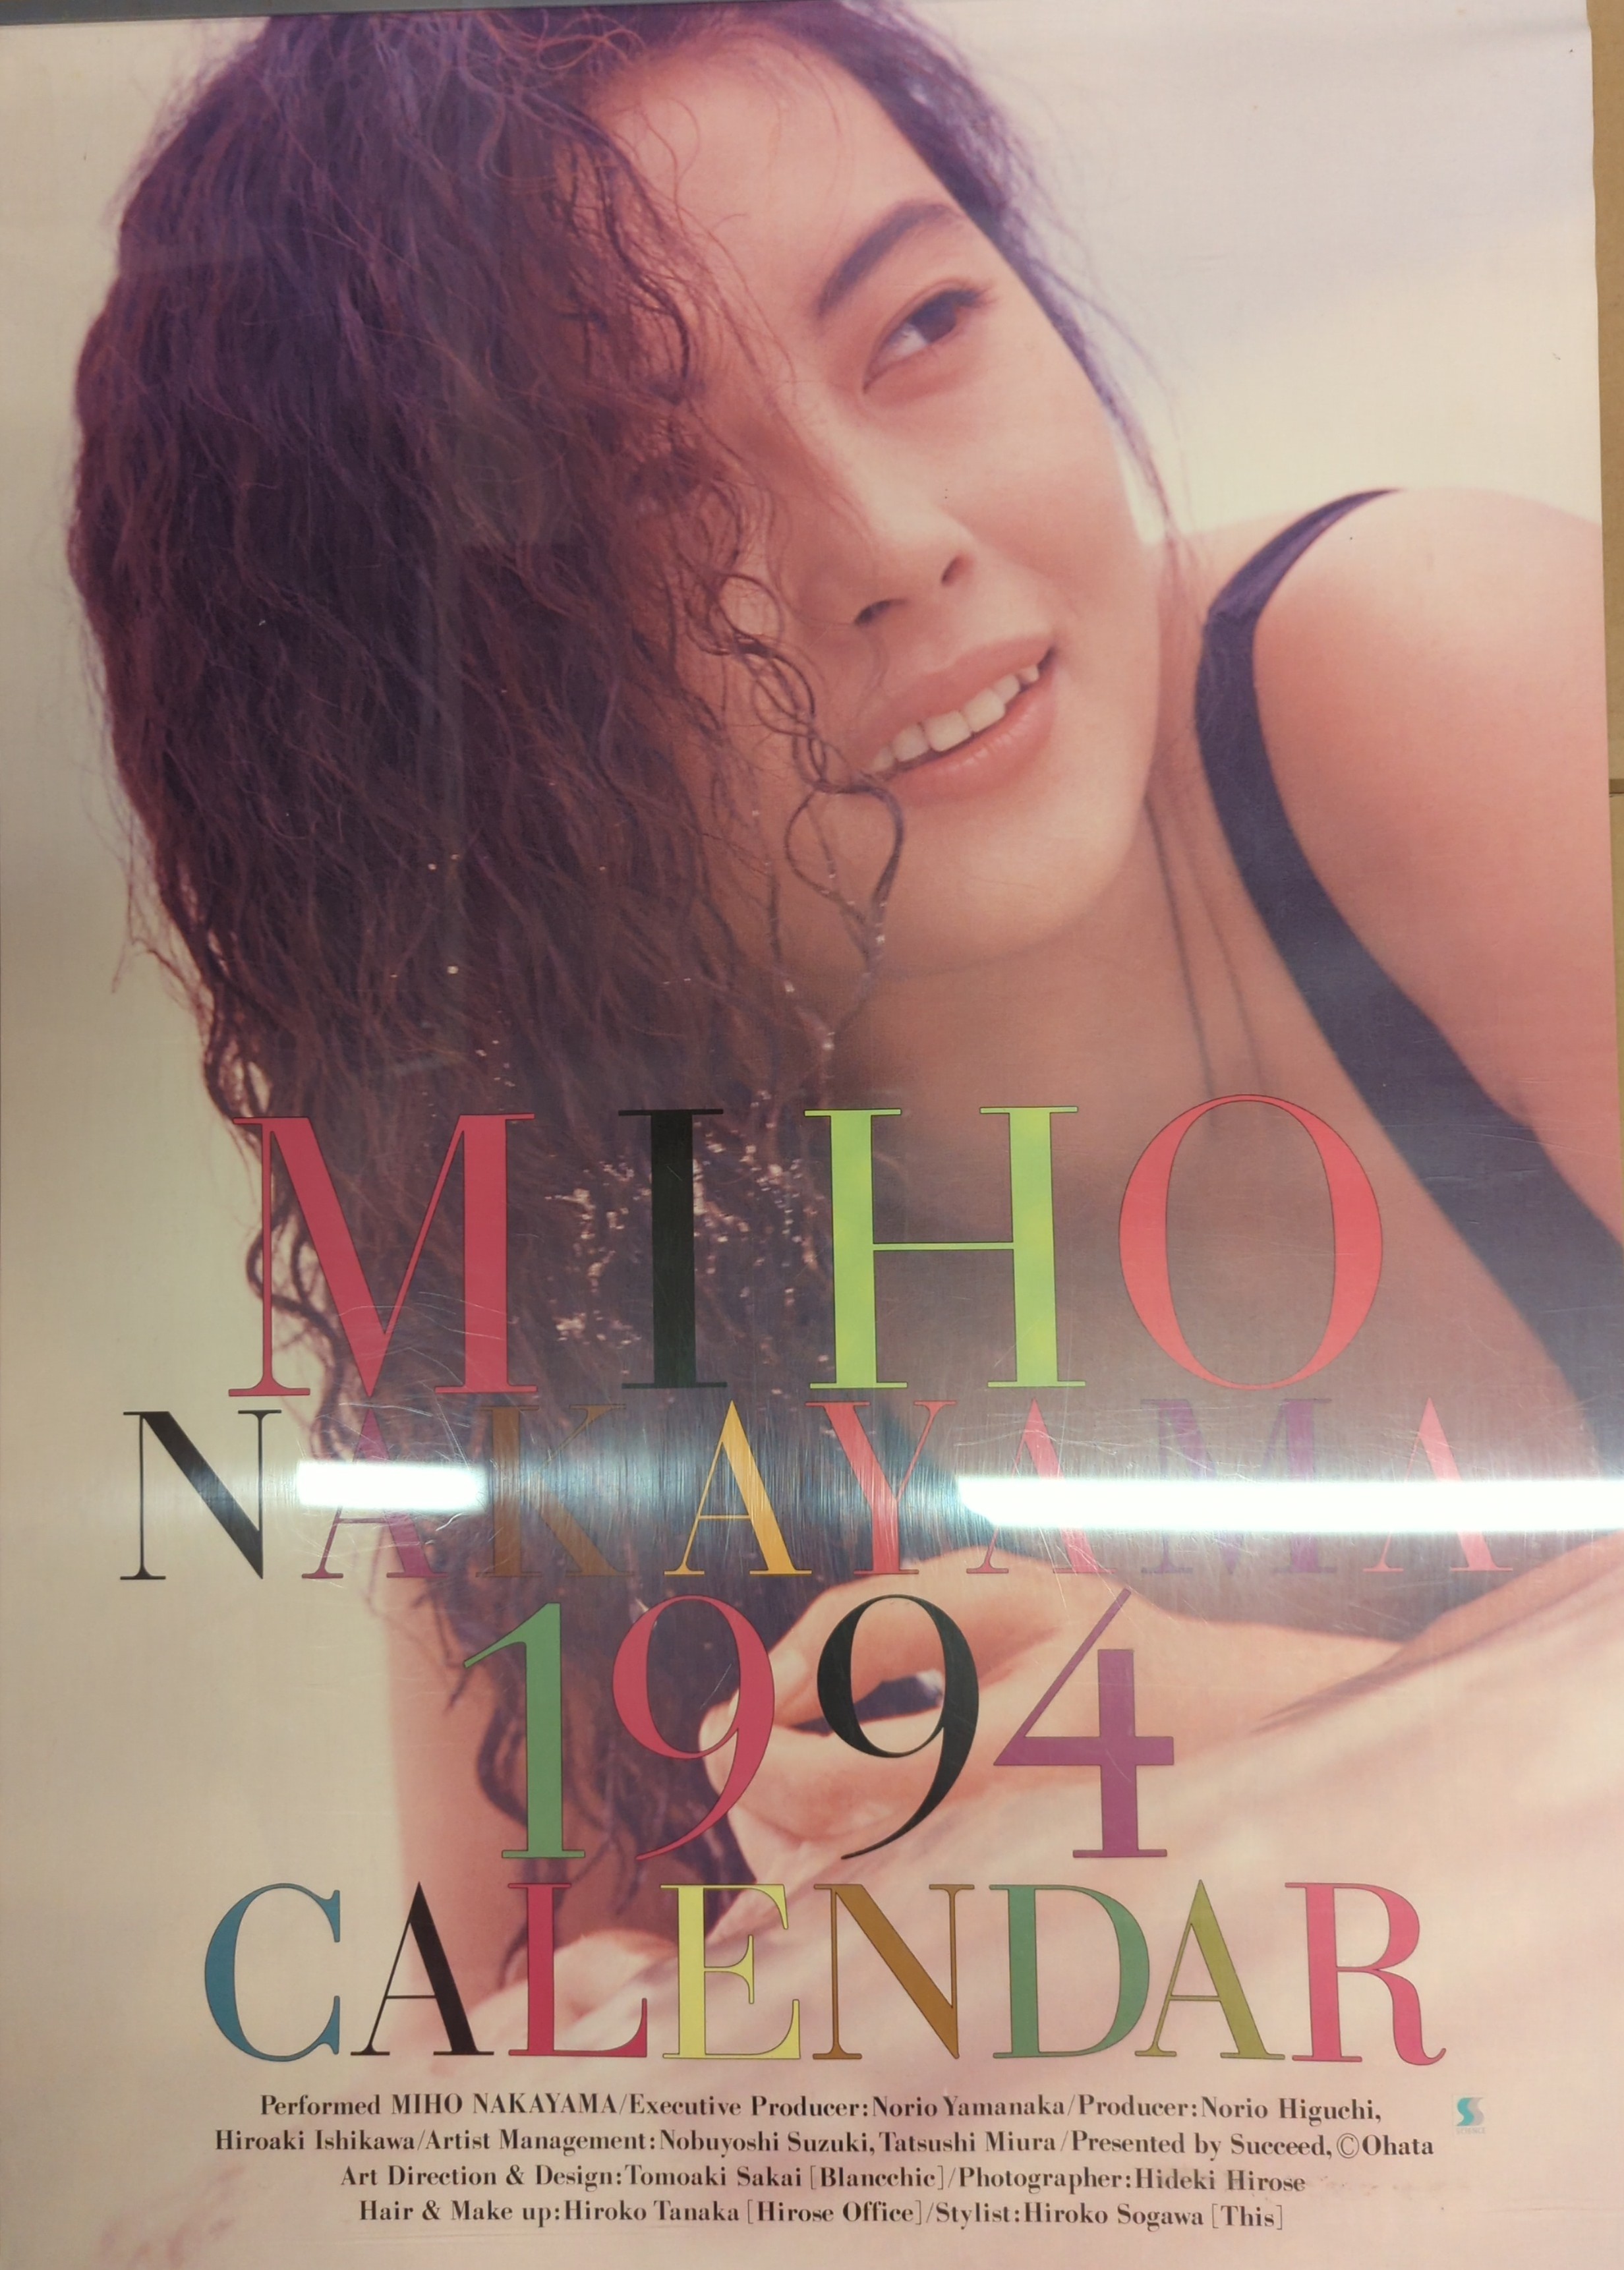 MIHO
NAKAYAMA
1994
CALENDAR
Performed MIHO NAKAYAMA/Executive Producer:Norio Yamanaka/Producer:Norio Higuchi,
Hiroaki Ishikawa/Artist Management:Nobuyoshi Suzuki,Tatsushi Miura/Presented by Succeed,©Ohata
Art Direction & Design:Tomoaki Sakai [Blancchic]/Photographer:Hideki Hirose
Hair & Make up:Hiroko Tanaka [Hirose Office]/Stylist:Hiroko Sogawa [This]